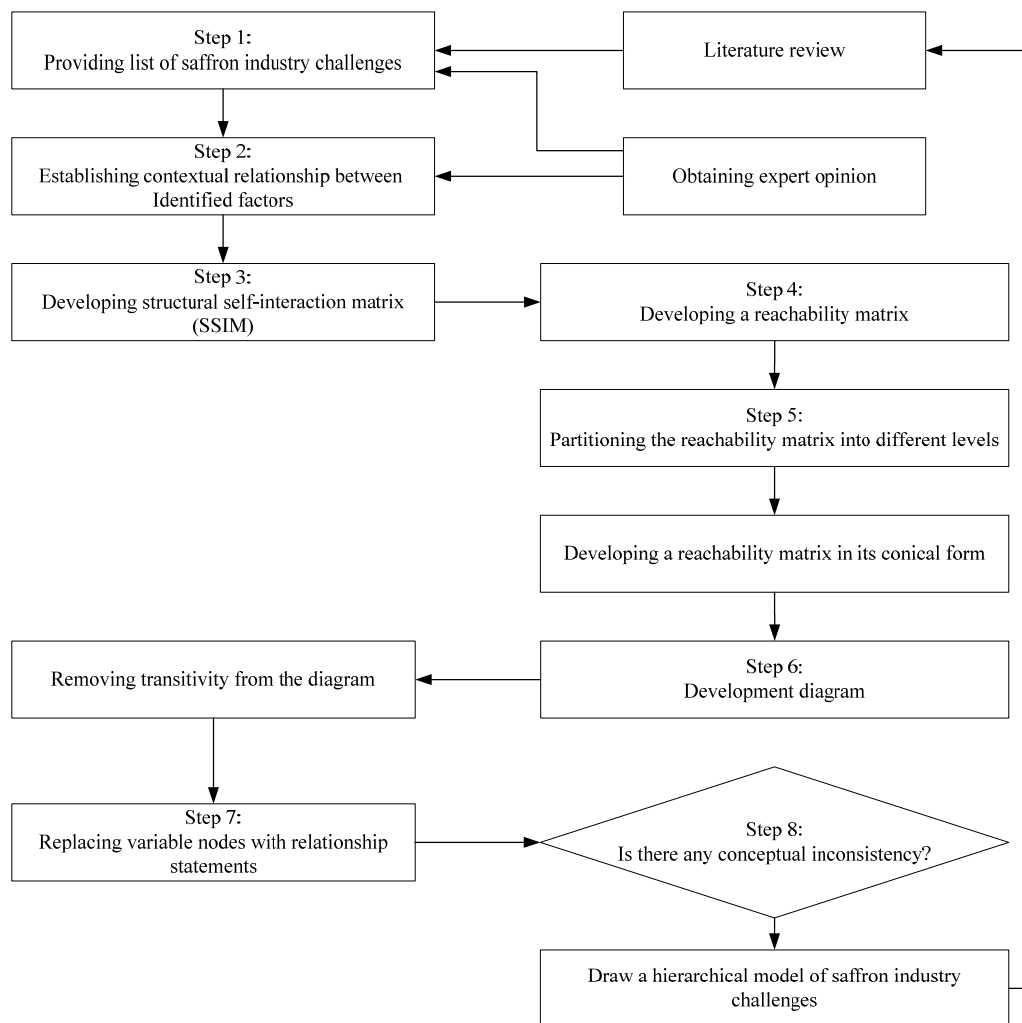 Step 1:
Providing list of saffron industry challenges
Literature review
Step 2:
Establishing contextual relationship between
Identified factors
Obtaining expert opinion
Step 3:
Developing structural self-interaction matrix
(SSIM)
Step 4:
Developing a reachability matrix
Step 5:
Partitioning the reachability matrix into different levels
Developing a reachability matrix in its conical form
Step 6:
Development diagram
Removing transitivity from the diagram
Step 7:
Replacing variable nodes with relationship
statements
Step 8:
Is there any conceptual inconsistency?
Draw a hierarchical model of saffron industry
challenges